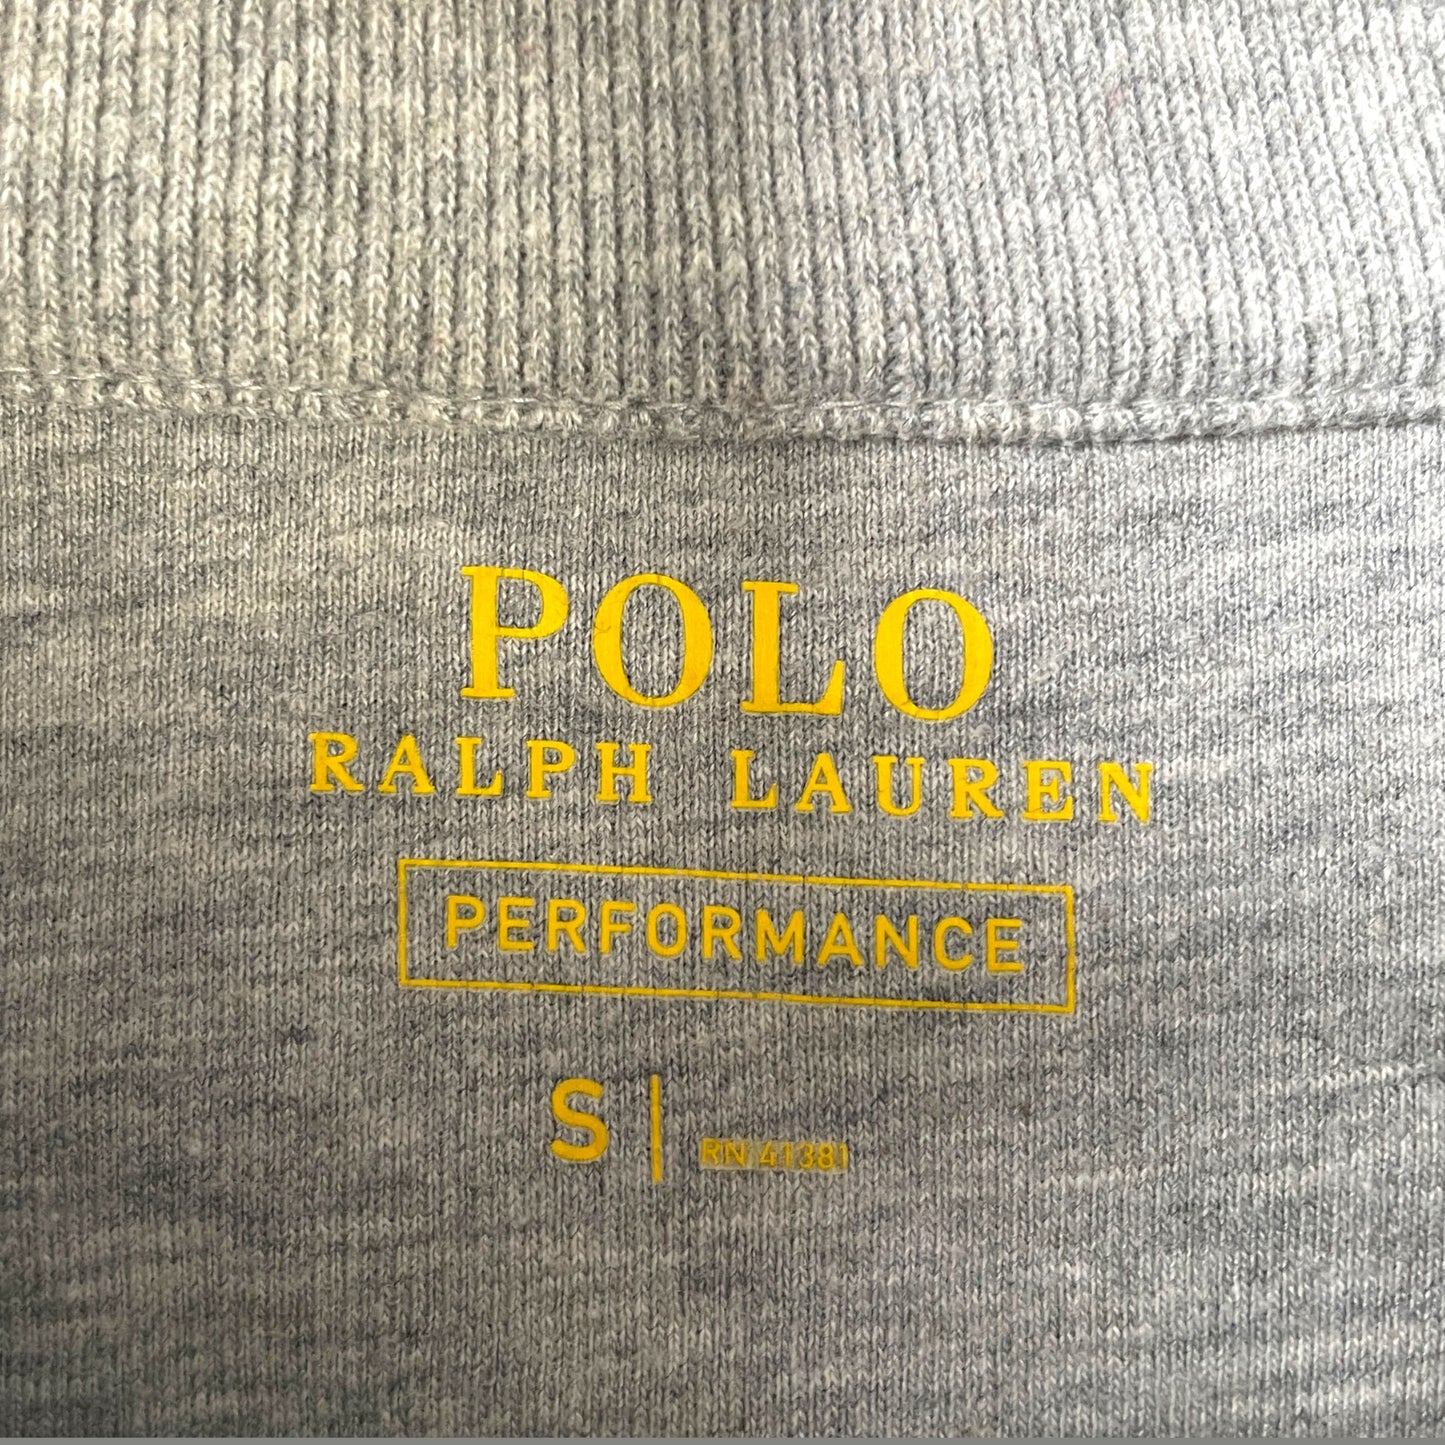 POLO
RALPH LAUREN
PERFORMANCE
S | RN 41381